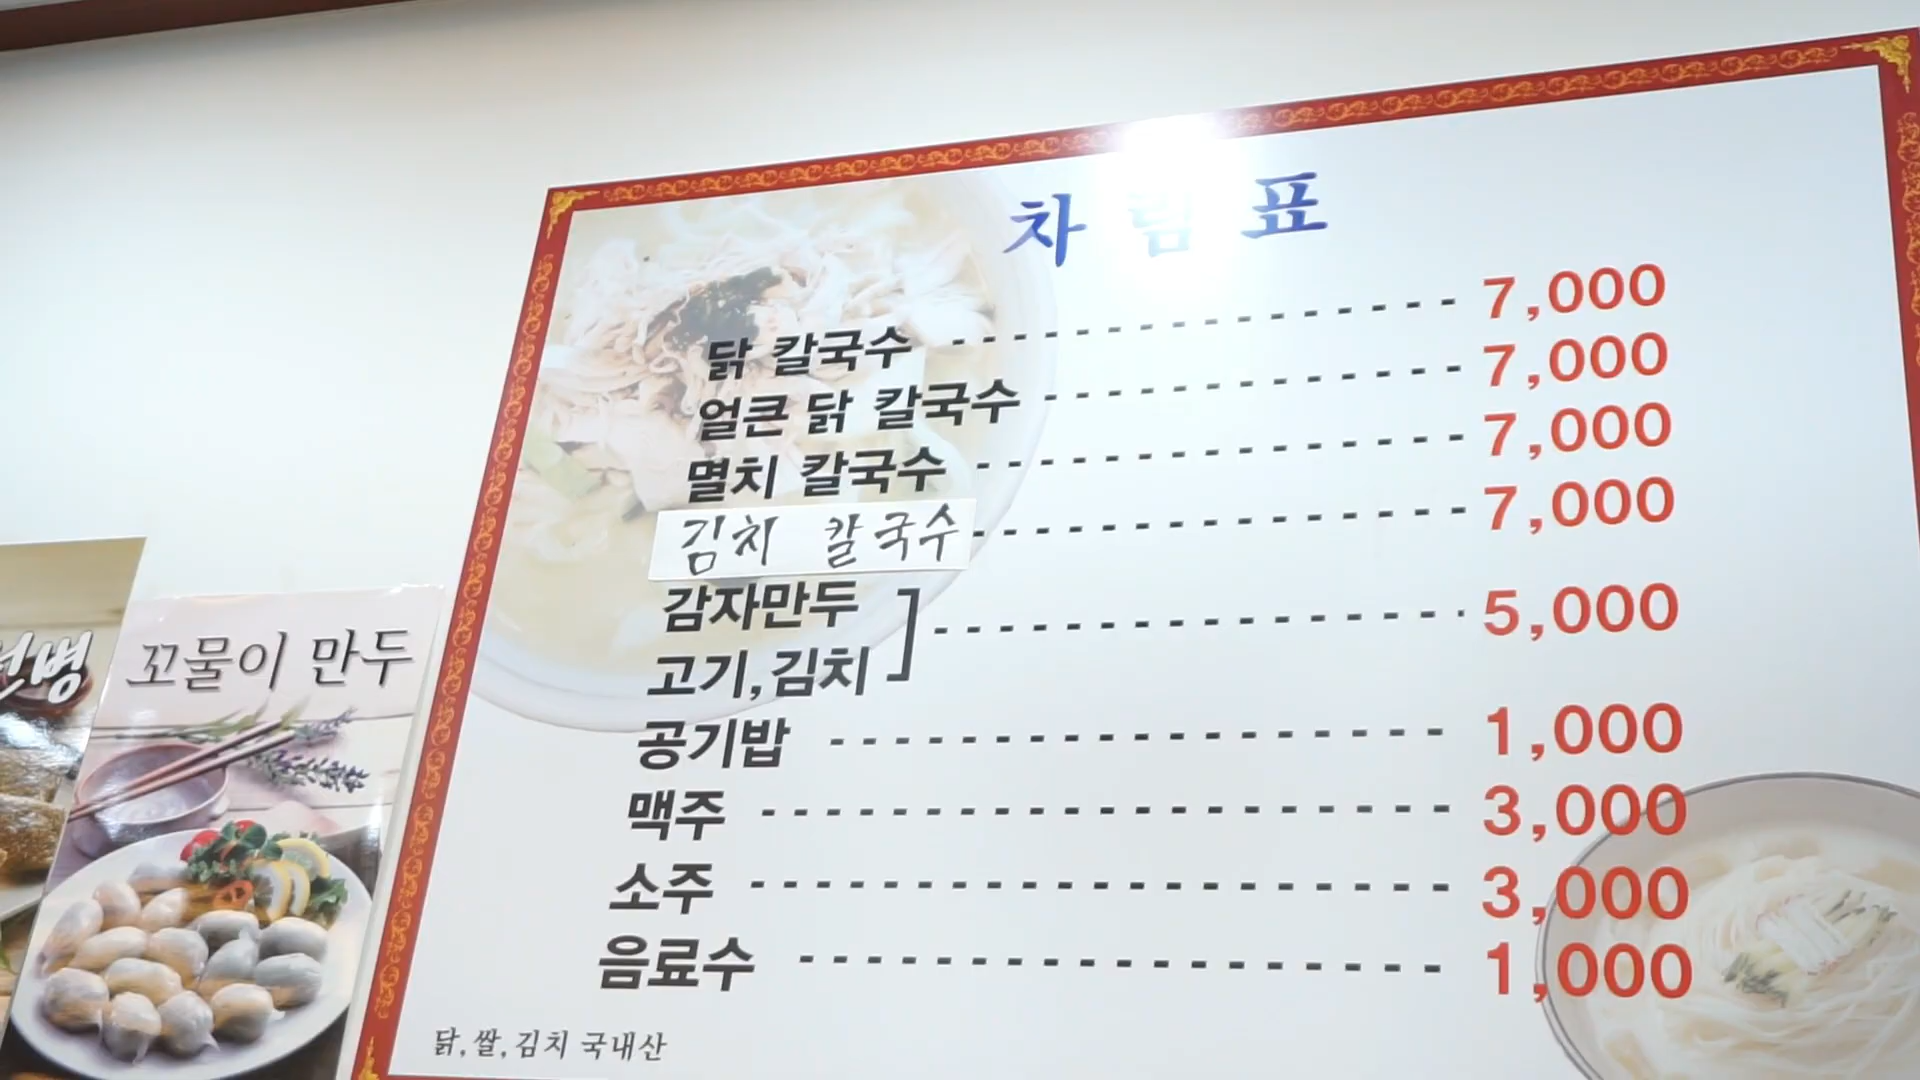 차 림 표
닭 칼국수 7,000
얼큰 닭 칼국수 7,000
멸치 칼국수 7,000
김치 칼국수 7,000
감자만두
고기,김치 5,000
공기밥 1,000
맥주 3,000
소주 3,000
음료수 1,000
닭,쌀,김치 국내산
꼬물이 만두